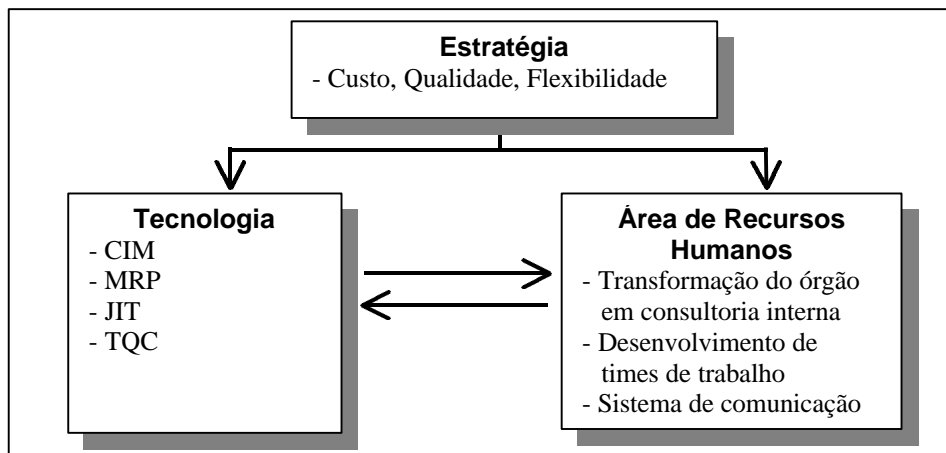 Estratégia
- Custo, Qualidade, Flexibilidade
Tecnologia
- CIM
- MRP
- JIT
- TQC
Área de Recursos
Humanos
- Transformação do órgão
em consultoria interna
- Desenvolvimento de
times de trabalho
- Sistema de comunicação